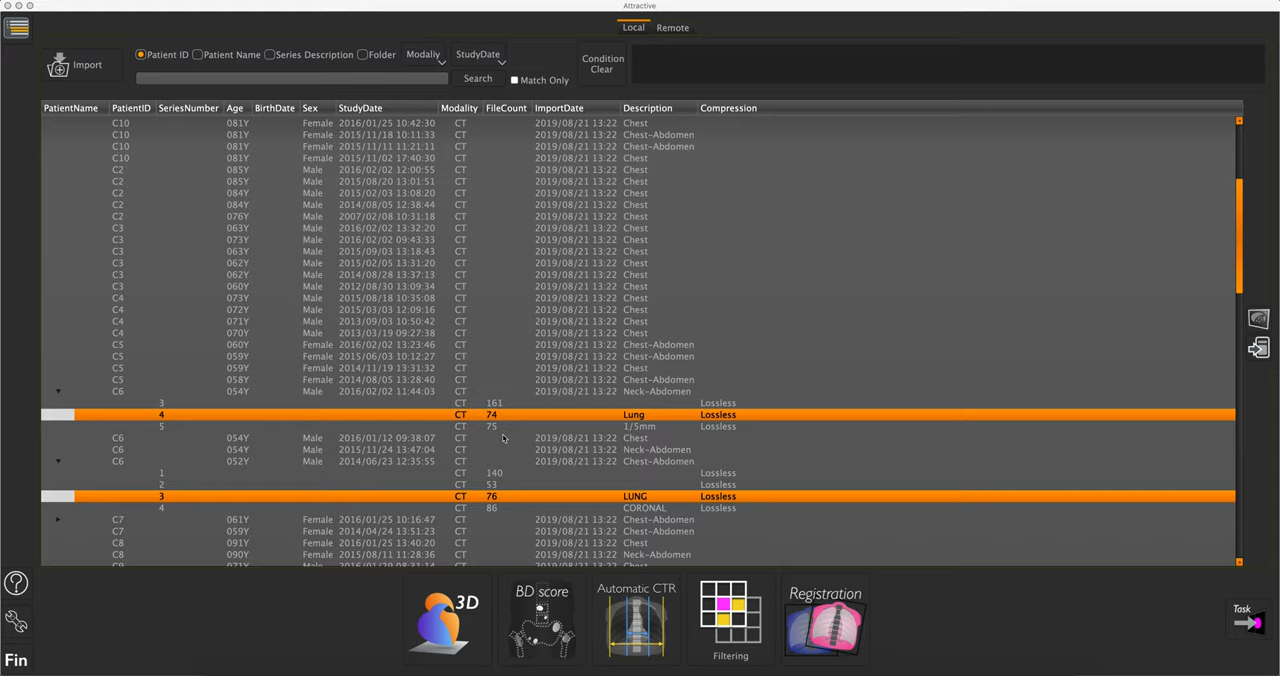 Attractive
Local Remote
Import
Patient ID Patient Name Series Description Folder Modaliy StudyDate
Condition Clear
Search Match Only
PatientName PatientID SeriesNumber Age BirthDate Sex StudyDate Modality FileCount ImportDate Description Compression
C10 081Y Female 2016/01/25 10:42:30 CT 2019/08/21 13:22 Chest
C10 081Y Female 2015/11/18 10:11:33 CT 2019/08/21 13:22 Chest-Abdomen
C10 081Y Female 2015/11/11 11:21:11 CT 2019/08/21 13:22 Chest-Abdomen
C10 081Y Female 2015/11/02 17:40:30 CT 2019/08/21 13:22 Chest
C2 085Y Male 2016/02/02 12:00:55 CT 2019/08/21 13:22 Chest
C2 085Y Male 2015/08/20 13:01:51 CT 2019/08/21 13:22 Chest
C2 084Y Male 2015/02/03 13:08:20 CT 2019/08/21 13:22 Chest
C2 084Y Male 2014/08/05 12:38:44 CT 2019/08/21 13:22 Chest
C2 076Y Male 2007/02/08 10:31:18 CT 2019/08/21 13:22 Chest
C3 063Y Male 2016/02/02 13:32:20 CT 2019/08/21 13:22 Chest
C3 073Y Male 2016/02/02 09:43:33 CT 2019/08/21 13:22 Chest
C3 063Y Male 2015/09/03 13:18:43 CT 2019/08/21 13:22 Chest
C3 062Y Male 2015/02/05 13:31:20 CT 2019/08/21 13:22 Chest
C3 062Y Male 2014/08/28 13:37:13 CT 2019/08/21 13:22 Chest
C3 060Y Male 2012/08/30 13:09:34 CT 2019/08/21 13:22 Chest
C4 073Y Male 2015/08/18 10:35:08 CT 2019/08/21 13:22 Chest
C4 072Y Male 2015/03/03 12:09:16 CT 2019/08/21 13:22 Chest
C4 071Y Male 2013/09/03 10:50:42 CT 2019/08/21 13:22 Chest
C4 070Y Male 2013/03/19 09:27:38 CT 2019/08/21 13:22 Chest
C5 060Y Female 2016/02/02 13:23:46 CT 2019/08/21 13:22 Chest-Abdomen
C5 059Y Female 2015/06/03 10:12:27 CT 2019/08/21 13:22 Chest-Abdomen
C5 059Y Female 2014/11/19 13:31:32 CT 2019/08/21 13:22 Chest
C5 058Y Female 2014/08/05 13:28:40 CT 2019/08/21 13:22 Chest-Abdomen
C6 054Y Male 2016/02/02 11:44:03 CT 2019/08/21 13:22 Neck-Abdomen
3 CT 161 Lossless
4 CT 74 Lung Lossless
5 CT 75 1/5mm Lossless
C6 054Y Male 2016/01/12 09:38:07 CT 2019/08/21 13:22 Chest
C6 054Y Male 2015/11/24 13:47:04 CT 2019/08/21 13:22 Neck-Abdomen
C6 052Y Male 2014/06/23 12:35:55 CT 2019/08/21 13:22 Chest-Abdomen
1 CT 140 Lossless
2 CT 53 Lossless
3 CT 76 LUNG Lossless
4 CT 86 CORONAL Lossless
C7 061Y Female 2016/01/25 10:16:47 CT 2019/08/21 13:22 Chest-Abdomen
C7 059Y Female 2014/04/24 13:51:23 CT 2019/08/21 13:22 Chest-Abdomen
C8 091Y Female 2016/01/25 13:40:20 CT 2019/08/21 13:22 Chest
C8 090Y Female 2015/08/11 11:28:36 CT 2019/08/21 13:22 Neck-Abdomen
3D BD score Automatic CTR Filtering Registration
Task
Fin